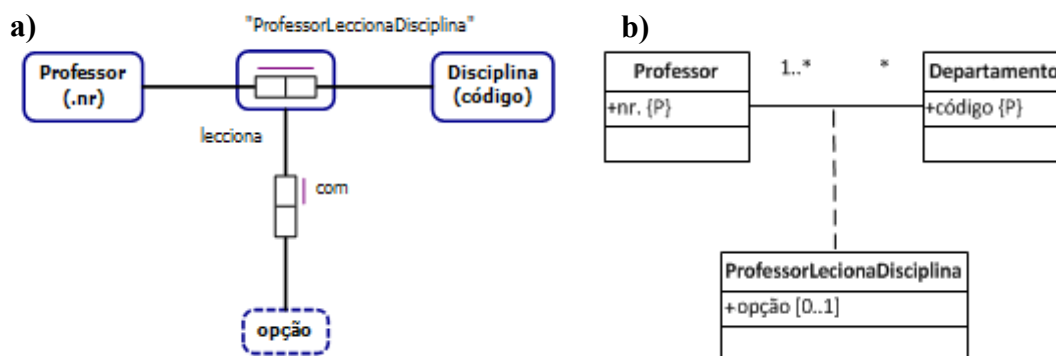 a)
"ProfessorLeccionaDisciplina"
Professor
(.nr)
Disciplina
(código)
lecciona
com
opção
b)
Professor
+nr. {P}
1..*
*
Departamento
+código {P}
ProfessorLecionaDisciplina
+opção [0..1]